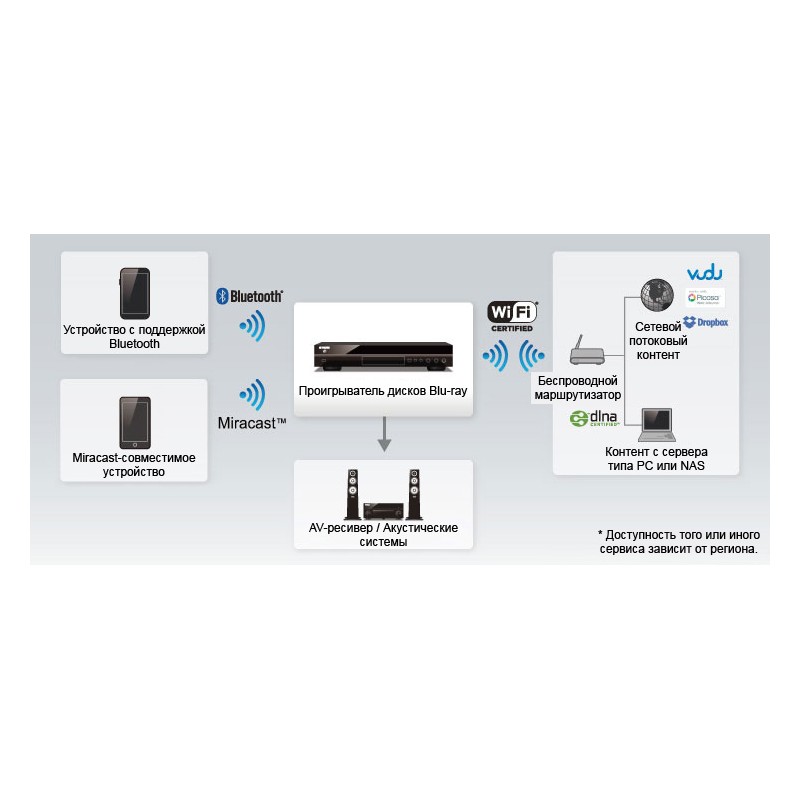 Устройство с поддержкой
Bluetooth
Bluetooth®
Miracast-совместимое
устройство
Miracast™
Проигрыватель дисков Blu-ray
AV-ресивер / Акустические
системы
WiFi
CERTIFIED®
Беспроводной
маршрутизатор
vudu
Picasa
Dropbox
Сетевой
потоковый
контент
dlna
CERTIFIED®
Контент с сервера
типа PC или NAS
* Доступность того или иного
сервиса зависит от региона.